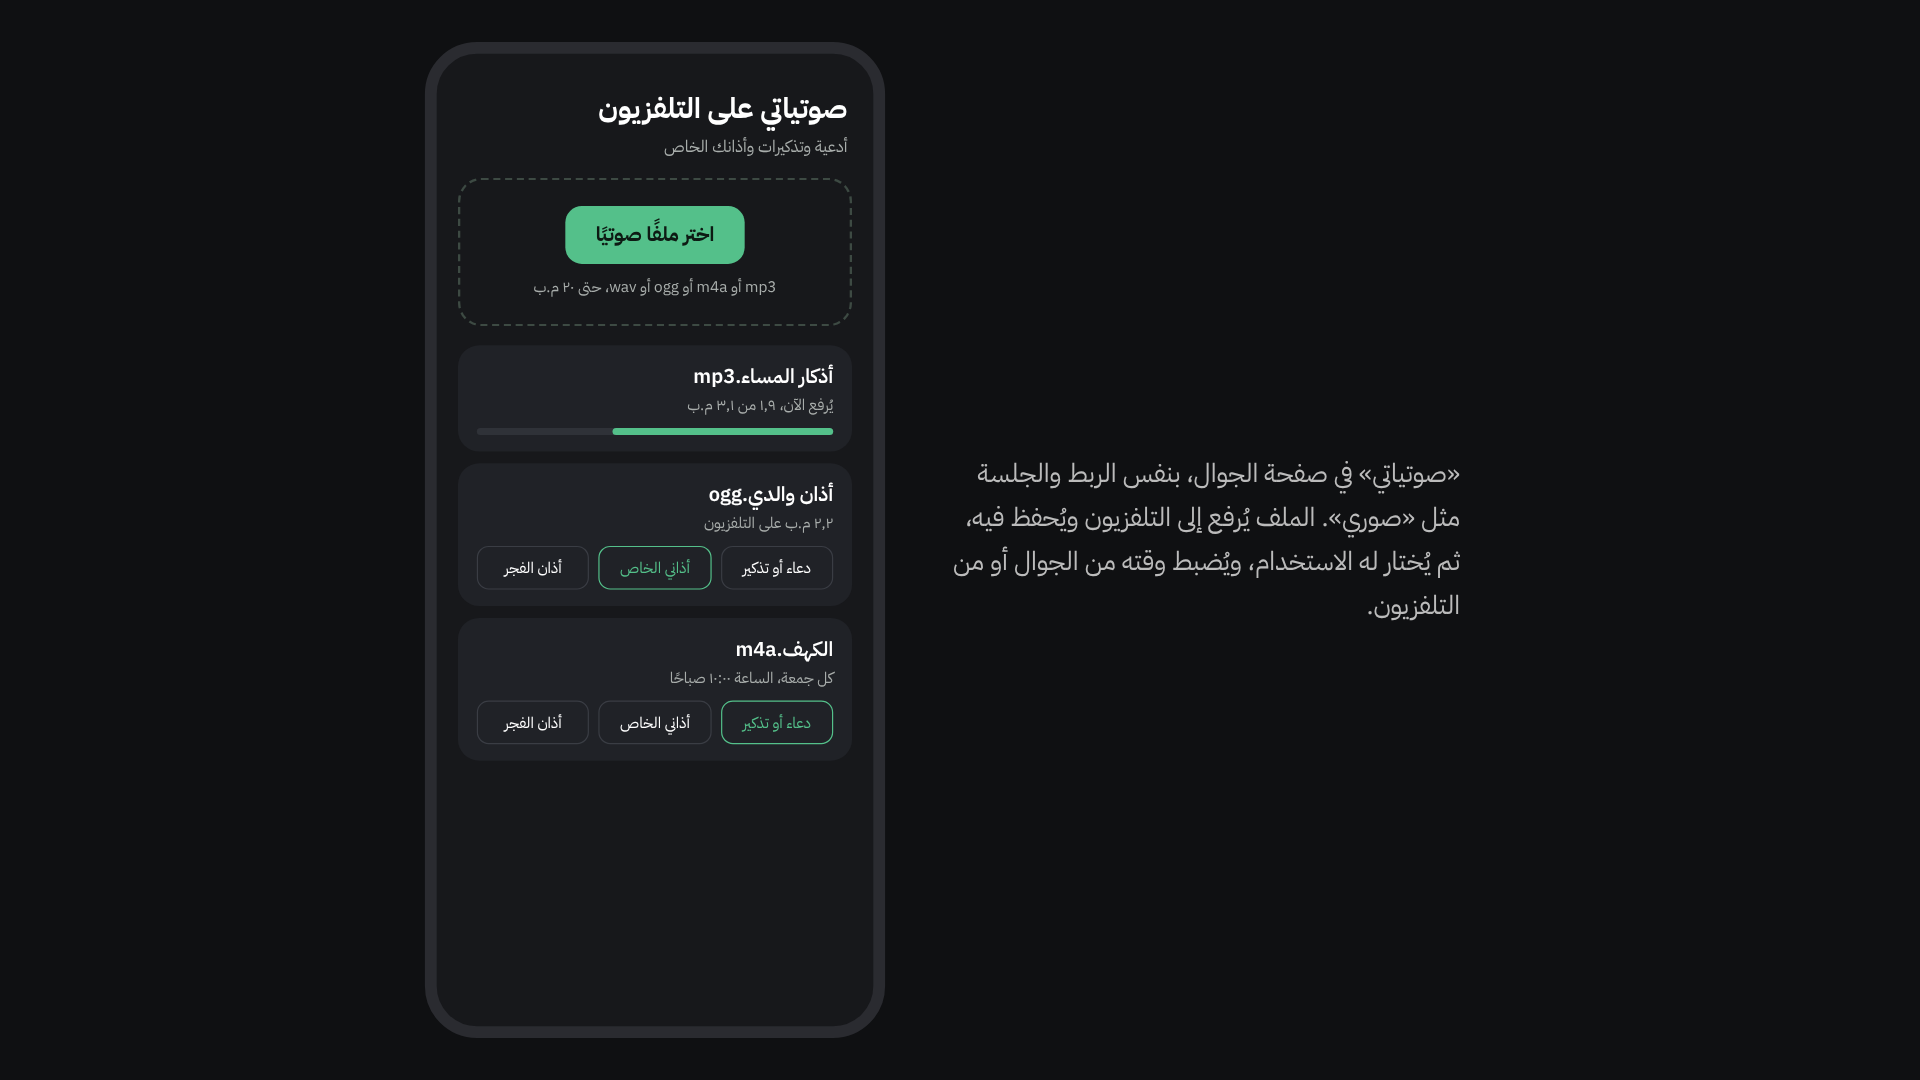 صوتياتي على التلفزيون
أدعية وتذكيرات وأذانك الخاص
اختر ملفًا صوتيًا
mp3 أو m4a أو ogg أو wav، حتى ٢٠ م.ب
أذكار المساء.mp3
يُرفع الآن، ١٫٩ من ٣٫١ م.ب
أذان والدي.ogg
٢٫٢ م.ب على التلفزيون
دعاء أو تذكير
أذاني الخاص
أذان الفجر
الكهف.m4a
كل جمعة، الساعة ١٠:٠٠ صباحًا
دعاء أو تذكير
أذاني الخاص
أذان الفجر
«صوتياتي» في صفحة الجوال، بنفس الربط والجلسة
مثل «صوري». الملف يُرفع إلى التلفزيون ويُحفظ فيه،
ثم يُختار له الاستخدام، ويُضبط وقته من الجوال أو من
التلفزيون.